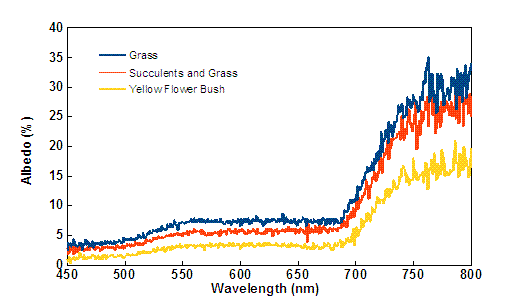 40
35
30
25
20
15
10
5
0
Albedo (% )
Grass
Succulents and Grass
Yellow Flower Bush
450 500 550 600 650 700 750 800
Wavelength (nm)